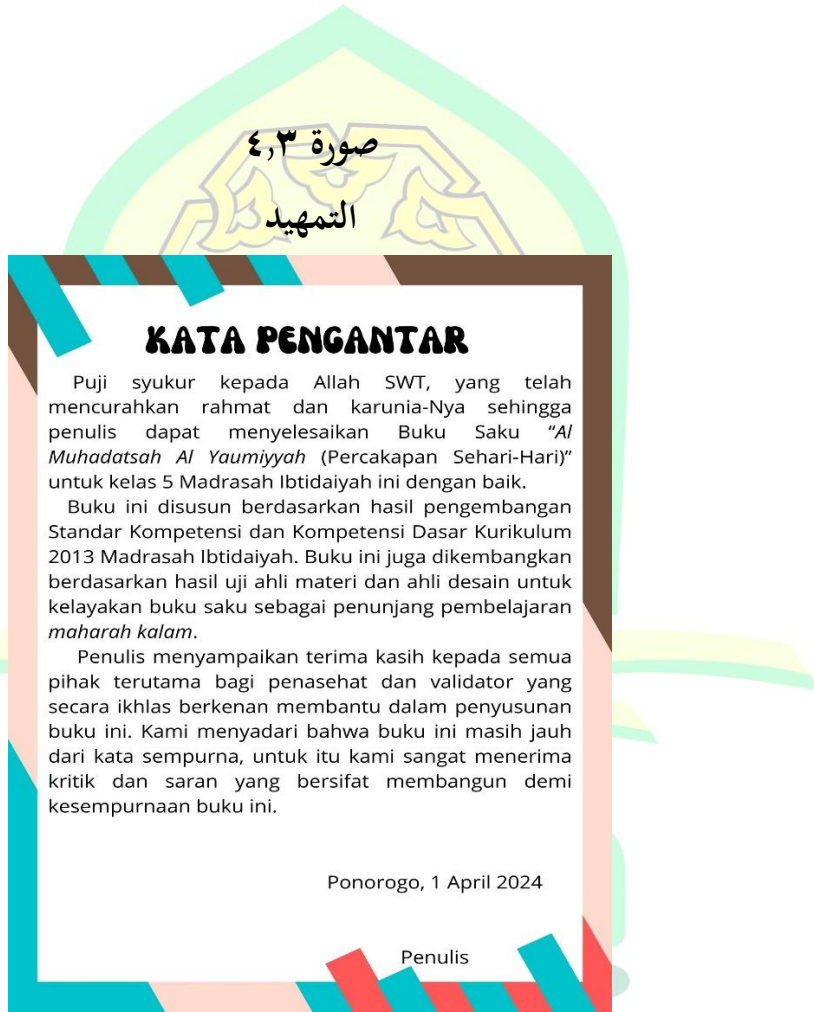 صورة ٤,٣
التمهيد
KATA PENGANTAR
Puji syukur kepada Allah SWT, yang telah
mencurahkan rahmat dan karunia-Nya sehingga
penulis dapat menyelesaikan Buku Saku “Al
Muhadatsah Al Yaumiyyah (Percakapan Sehari-Hari)”
untuk kelas 5 Madrasah Ibtidaiyah ini dengan baik.
Buku ini disusun berdasarkan hasil pengembangan
Standar Kompetensi dan Kompetensi Dasar Kurikulum
2013 Madrasah Ibtidaiyah. Buku ini juga dikembangkan
berdasarkan hasil uji ahli materi dan ahli desain untuk
kelayakan buku saku sebagai penunjang pembelajaran
maharah kalam.
Penulis menyampaikan terima kasih kepada semua
pihak terutama bagi penasehat dan validator yang
secara ikhlas berkenan membantu dalam penyusunan
buku ini. Kami menyadari bahwa buku ini masih jauh
dari kata sempurna, untuk itu kami sangat menerima
kritik dan saran yang bersifat membangun demi
kesempurnaan buku ini.
Ponorogo, 1 April 2024
Penulis